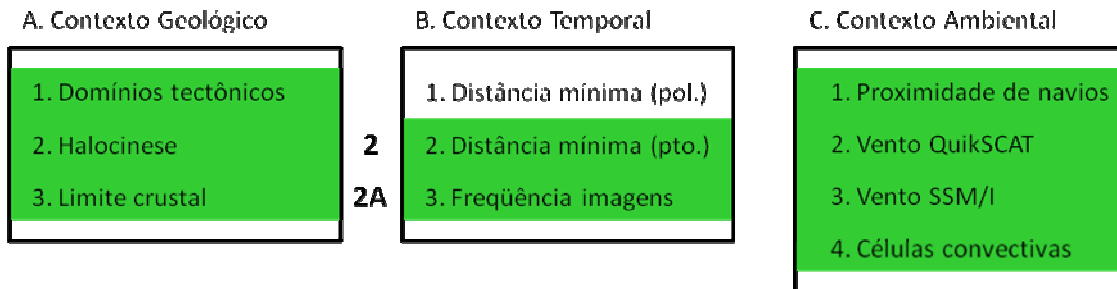 A. Contexto Geológico
1. Domínios tectônicos
2. Halocinese
3. Limite crustal
2
2A
B. Contexto Temporal
1. Distância mínima (pol.)
2. Distância mínima (pto.)
3. Freqüência imagens
C. Contexto Ambiental
1. Proximidade de navios
2. Vento QuikSCAT
3. Vento SSM/I
4. Células convectivas